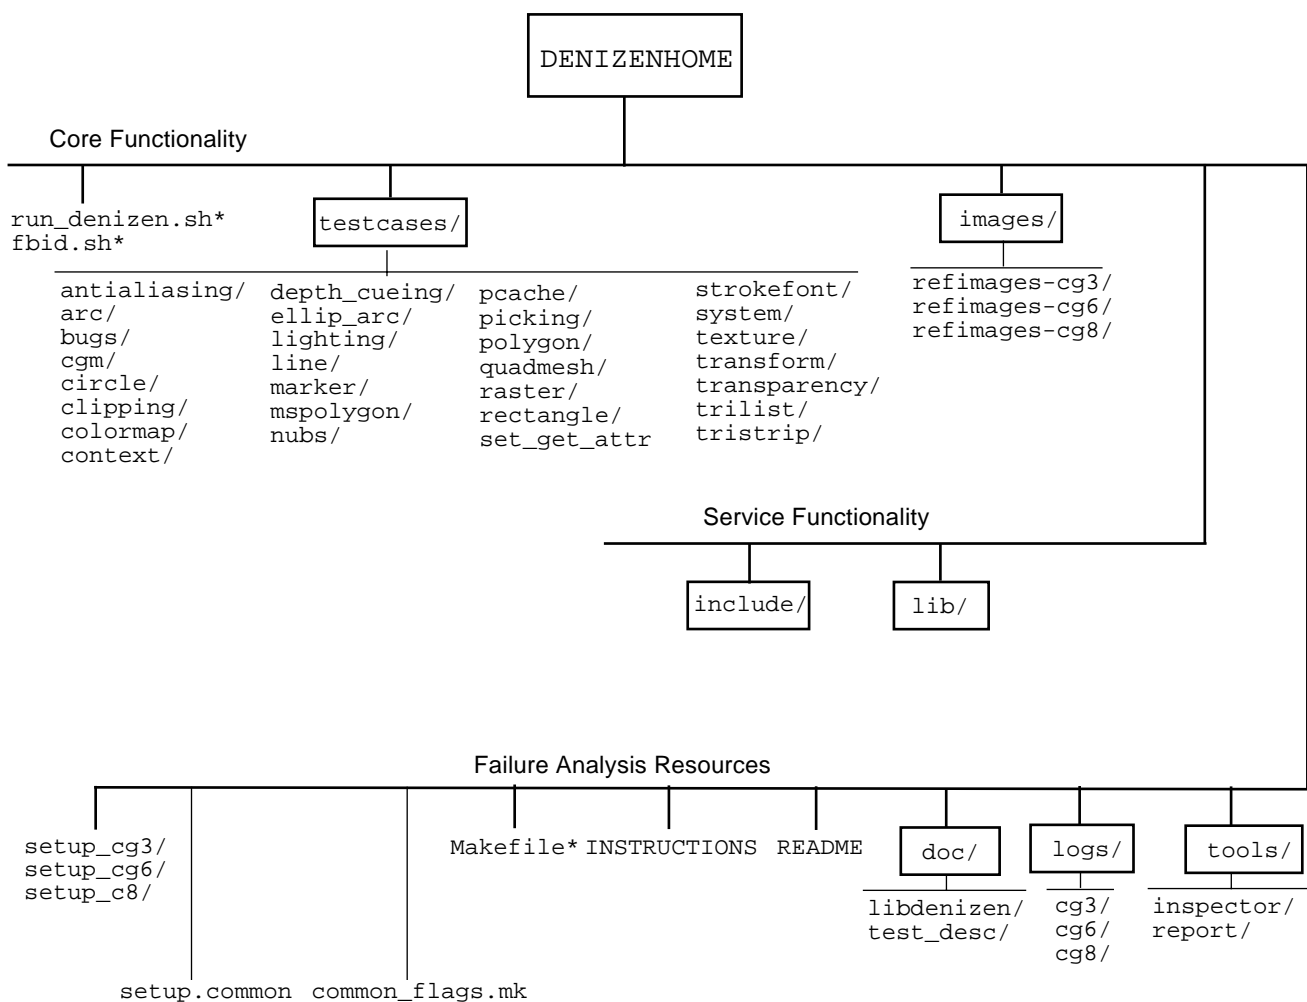 DENIZENHOME
Core Functionality
run_denizen.sh*
fbid.sh*
testcases/
images/
antialiasing/
arc/
bugs/
cgm/
circle/
clipping/
colormap/
context/
depth_cueing/
ellip_arc/
lighting/
line/
marker/
mspolygon/
nubs/
pcache/
picking/
polygon/
quadmesh/
raster/
rectangle/
set_get_attr
strokefont/
system/
texture/
transform/
transparency/
trilist/
tristrip/
refimages-cg3/
refimages-cg6/
refimages-cg8/
Service Functionality
include/
lib/
Failure Analysis Resources
setup_cg3/
setup_cg6/
setup_c8/
Makefile*
INSTRUCTIONS
README
doc/
logs/
tools/
libdenizen/
test_desc/
cg3/
cg6/
cg8/
inspector/
report/
setup.common
common_flags.mk